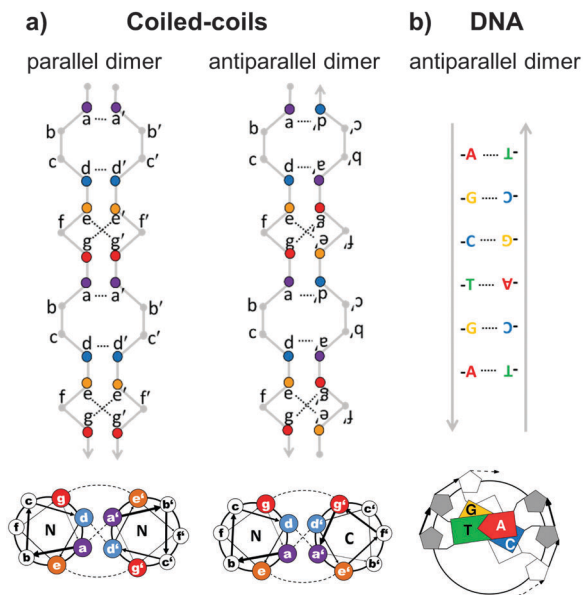 a) Coiled-coils b) DNA
parallel dimer antiparallel dimer antiparallel dimer
a ..... a′ a ..... d′
b b′ b c′
c c′ c b′
d .... d′ d .... a′
-A ..... T-
-G ..... C-
-C ..... G-
-T ..... A-
-G ..... C-
-A ..... T-
e e′ e g′
f f′ f f′
g g′ g e′
a ..... a′ a ..... d′
b b′ b c′
c c′ c b′
d .... d′ d .... a′
e e′ e g′
f f′ f f′
g g′ g e′
c g d a‘ e‘ b‘ c g d d‘ g‘ c‘ G
f N N f‘ f N C f‘ T A
b e a d‘ g‘ c‘ b e a a‘ e‘ b‘ C